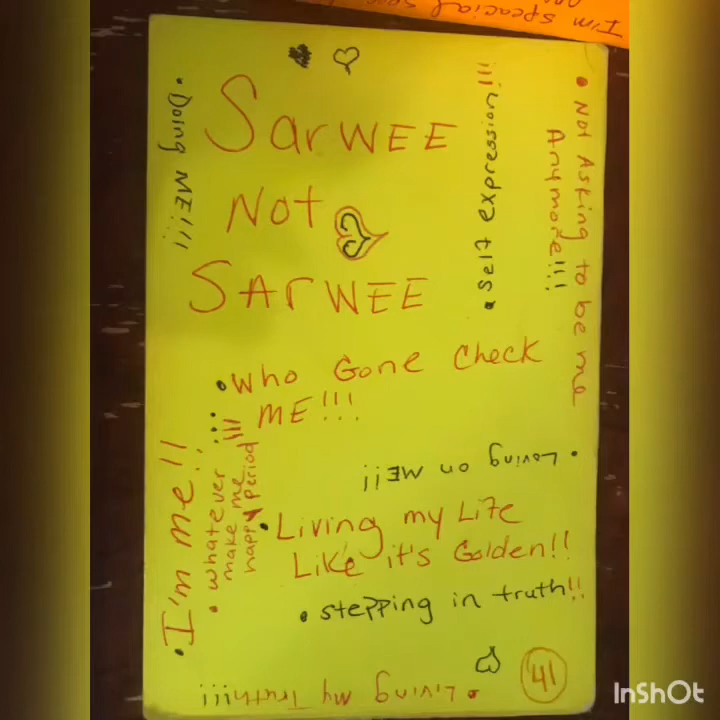 I'm speacial
SarWEE
Not
SArWEE
• Doing ME!!!!
• Self expression!!!
• Not Asking to be me
Anymore!!!!
• Who Gone Check
ME!!!
• Loving on ME!!
• I'm me!!
• whatever ...
make me
happy period!!!
• Living my Life
Like it's Golden!!
• stepping in truth!!
• Living My Truth!!!!!
41
InShOt